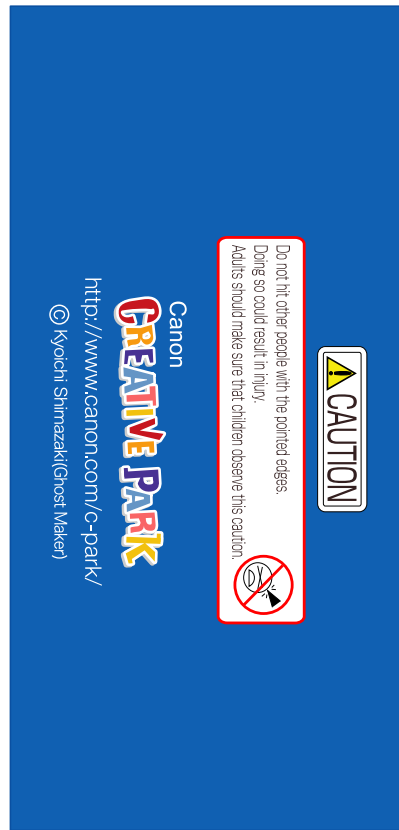 CAUTION
Do not hit other people with the pointed edges.
Doing so could result in injury.
Adults should make sure that children observe this caution.
Canon
CREATIVE PARK
http://www.canon.com/c-park/
© Kyoichi Shimazaki(Ghost Maker)